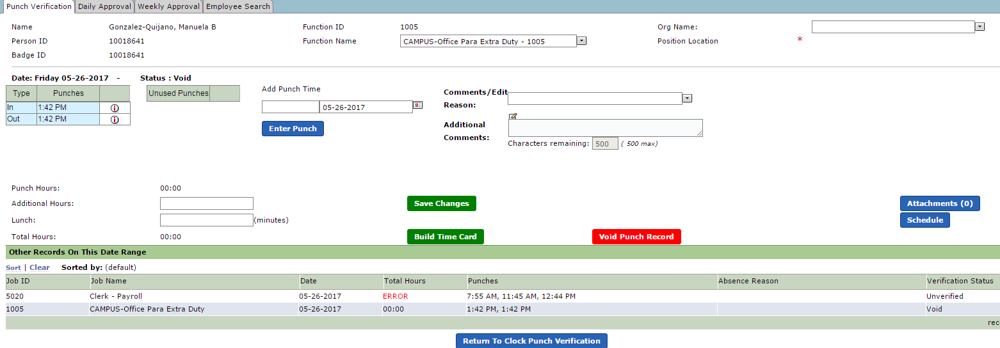 Punch Verification Daily Approval Weekly Approval Employee Search
Name Gonzalez-Quijano, Manuela B Function ID 1005 Org Name:
Person ID 10018641 Function Name CAMPUS-Office Para Extra Duty - 1005 Position Location *
Badge ID 10018641
Date: Friday 05-26-2017 - Status : Void
Type Punches Unused Punches Add Punch Time Comments/Edit Reason:
In 1:42 PM 05-26-2017
Out 1:42 PM
Enter Punch Additional Comments:
Characters remaining: 500 ( 500 max)
Punch Hours: 00:00
Additional Hours: Save Changes Attachments (0)
Lunch: (minutes) Schedule
Total Hours: 00:00 Build Time Card Void Punch Record
Other Records On This Date Range
Sort | Clear Sorted by: (default)
Job ID Job Name Date Total Hours Punches Absence Reason Verification Status
5020 Clerk - Payroll 05-26-2017 ERROR 7:55 AM, 11:45 AM, 12:44 PM Unverified
1005 CAMPUS-Office Para Extra Duty 05-26-2017 00:00 1:42 PM, 1:42 PM Void
rec
Return To Clock Punch Verification